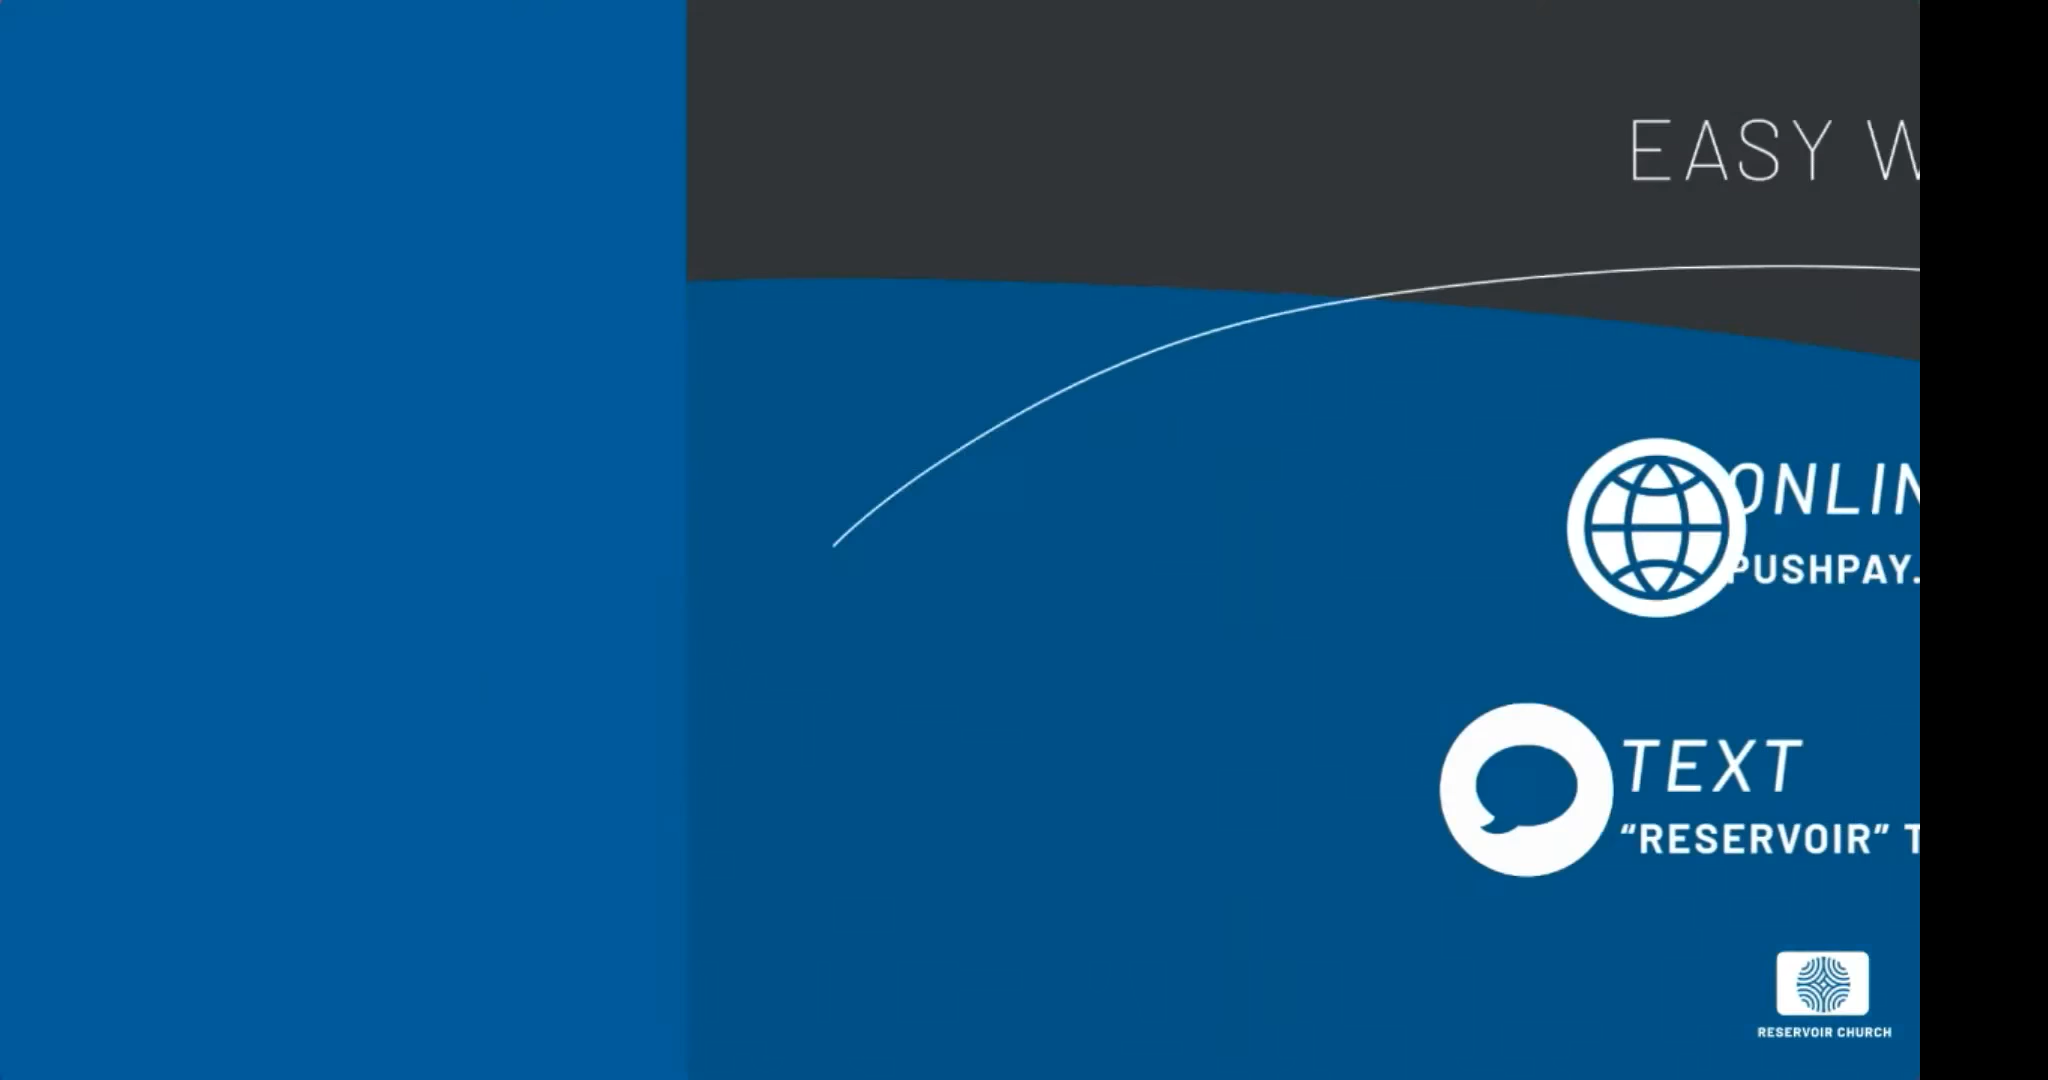 EASY W
ONLIN
PUSHPAY.
TEXT
“RESERVOIR” T
RESERVOIR CHURCH